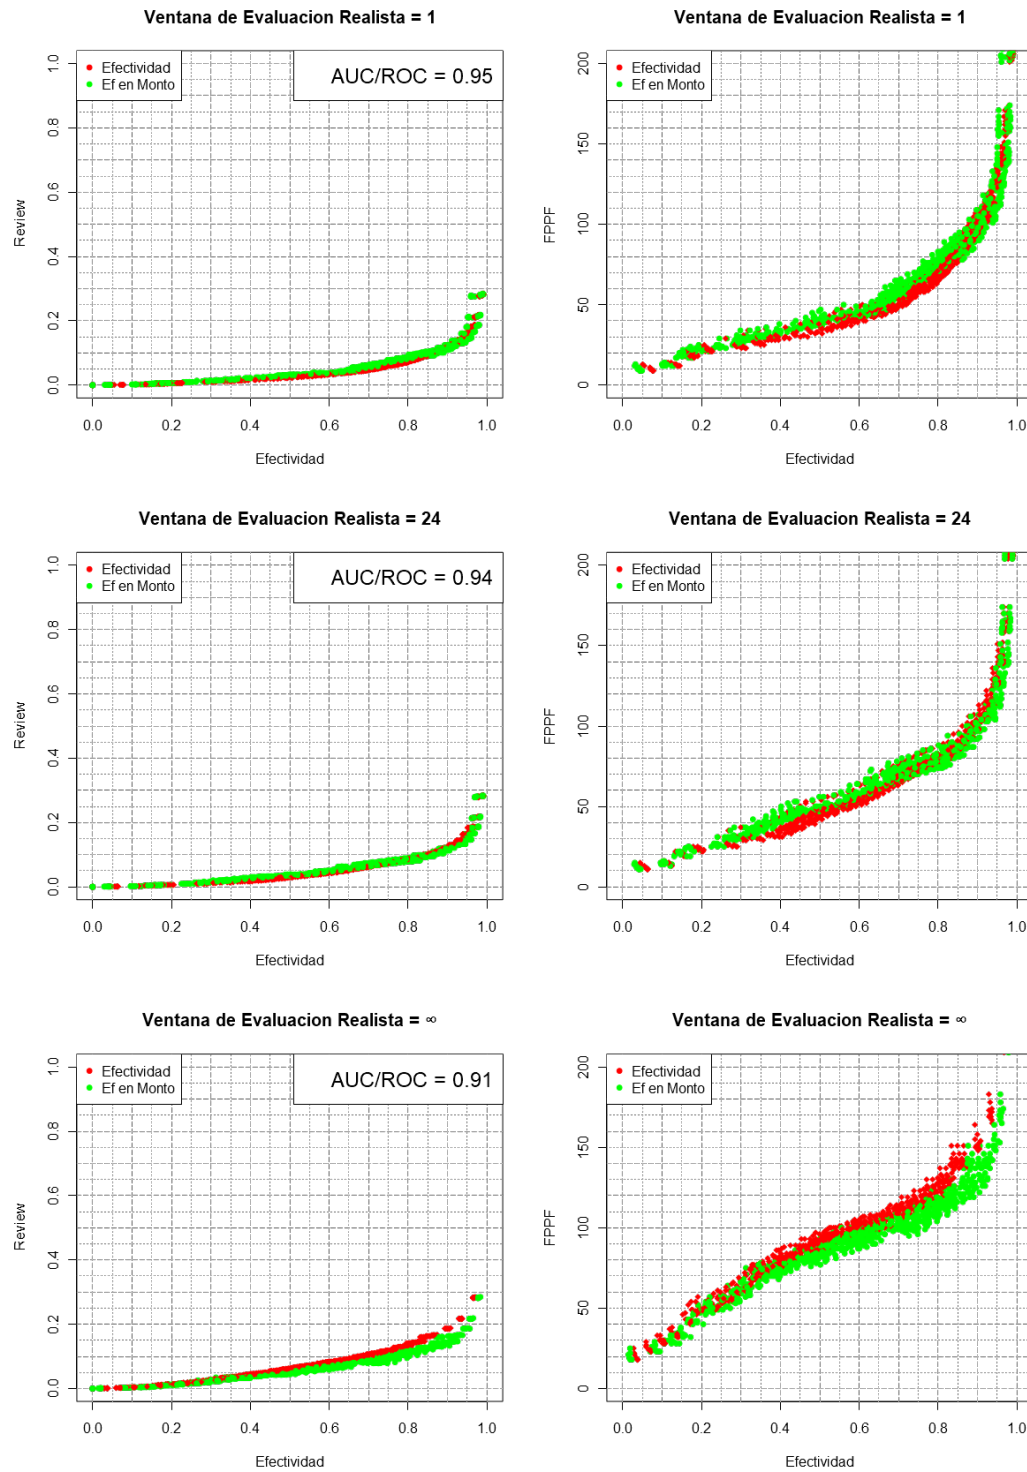 Ventana de Evaluacion Realista = 1
Efectividad
Ef en Monto
AUC/ROC = 0.95
Review
0.0 0.2 0.4 0.6 0.8 1.0
0.0 0.2 0.4 0.6 0.8 1.0
Efectividad
Ventana de Evaluacion Realista = 1
Efectividad
Ef en Monto
FPPF
0 50 100 150 200
0.0 0.2 0.4 0.6 0.8 1.0
Efectividad
Ventana de Evaluacion Realista = 24
Efectividad
Ef en Monto
AUC/ROC = 0.94
Review
0.0 0.2 0.4 0.6 0.8 1.0
0.0 0.2 0.4 0.6 0.8 1.0
Efectividad
Ventana de Evaluacion Realista = 24
Efectividad
Ef en Monto
FPPF
0 50 100 150 200
0.0 0.2 0.4 0.6 0.8 1.0
Efectividad
Ventana de Evaluacion Realista = ∞
Efectividad
Ef en Monto
AUC/ROC = 0.91
Review
0.0 0.2 0.4 0.6 0.8 1.0
0.0 0.2 0.4 0.6 0.8 1.0
Efectividad
Ventana de Evaluacion Realista = ∞
Efectividad
Ef en Monto
FPPF
0 50 100 150 200
0.0 0.2 0.4 0.6 0.8 1.0
Efectividad